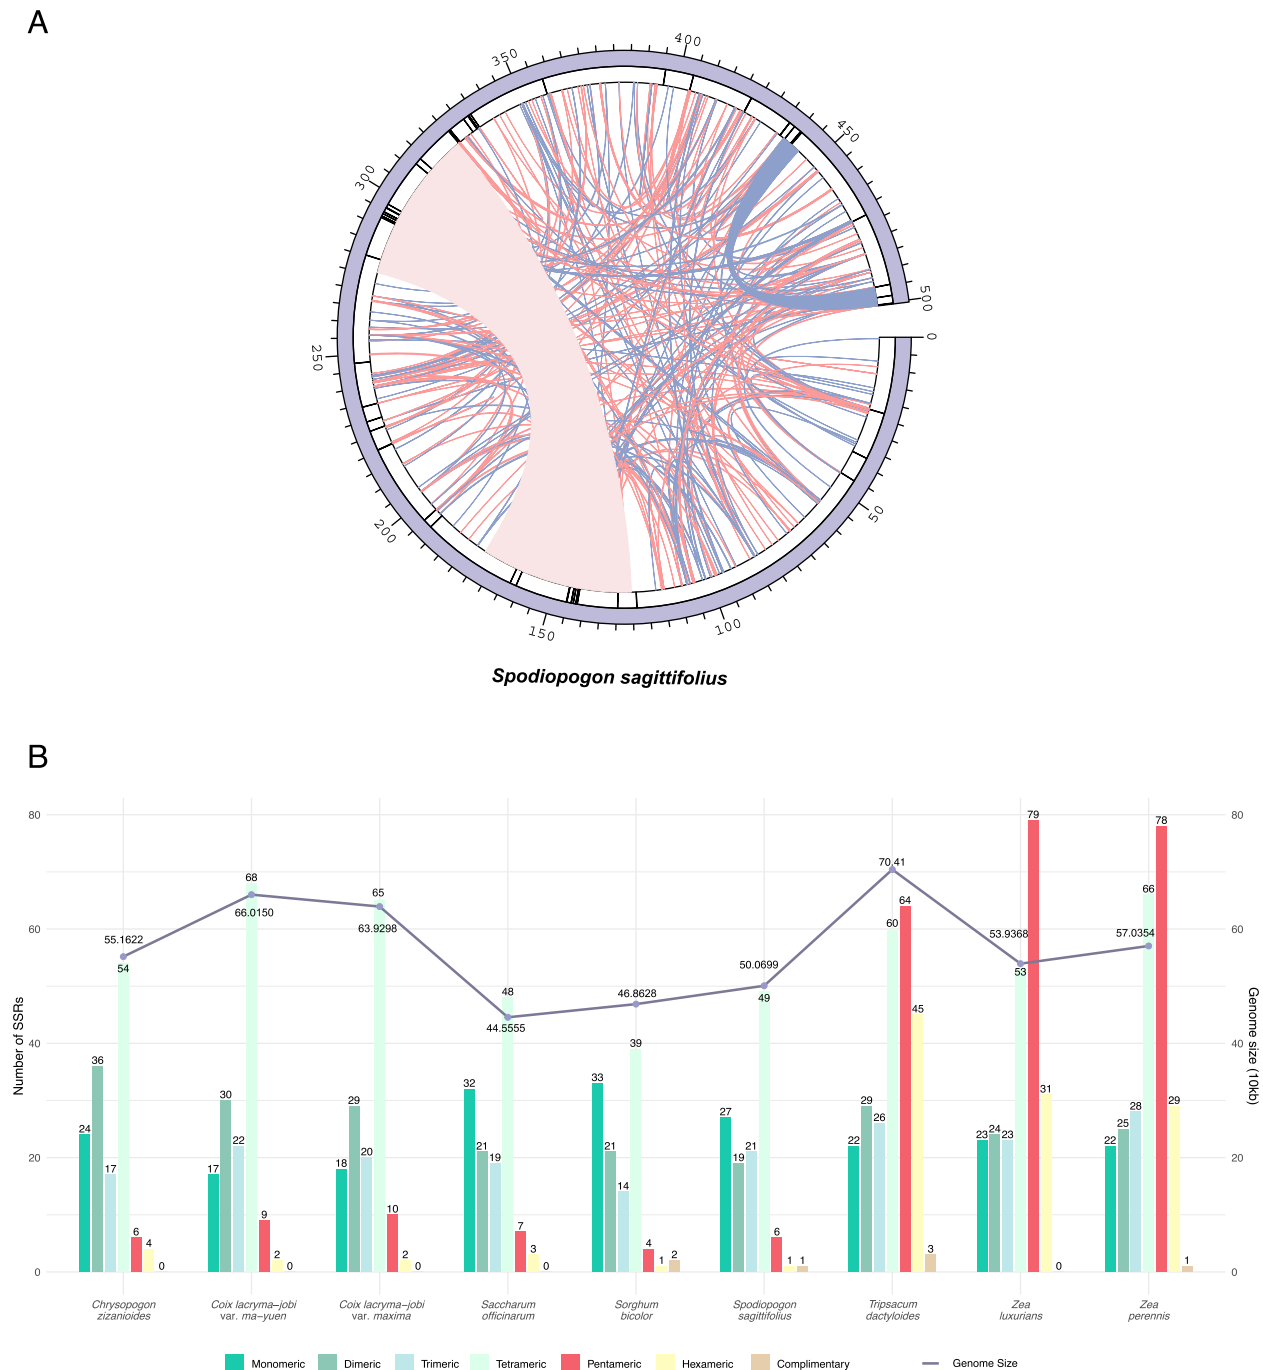 A
0
50
100
150
200
250
300
350
400
450
500
Spodiopogon sagittifolius
B
Number of SSRs
80
60
40
20
0
Genome size (10kb)
80
60
40
20
0
24 36 17 54 6 4 0
55.1622
17 30 22 68 9 2 0
66.0150
18 29 20 65 10 2 0
63.9298
32 21 19 48 7 3 0
44.5555
33 21 14 39 4 1 2
46.8628
27 19 21 49 6 1 1
50.0699
22 29 26 60 64 45 3
70.41
23 24 23 53 79 31 0
53.9368
22 25 28 66 78 29 1
57.0354
Chrysopogon
zizanioides
Coix lacryma−jobi
var. ma−yuen
Coix lacryma−jobi
var. maxima
Saccharum
officinarum
Sorghum
bicolor
Spodiopogon
sagittifolius
Tripsacum
dactyloides
Zea
luxurians
Zea
perennis
Monomeric Dimeric Trimeric Tetrameric Pentameric Hexameric Complimentary Genome Size